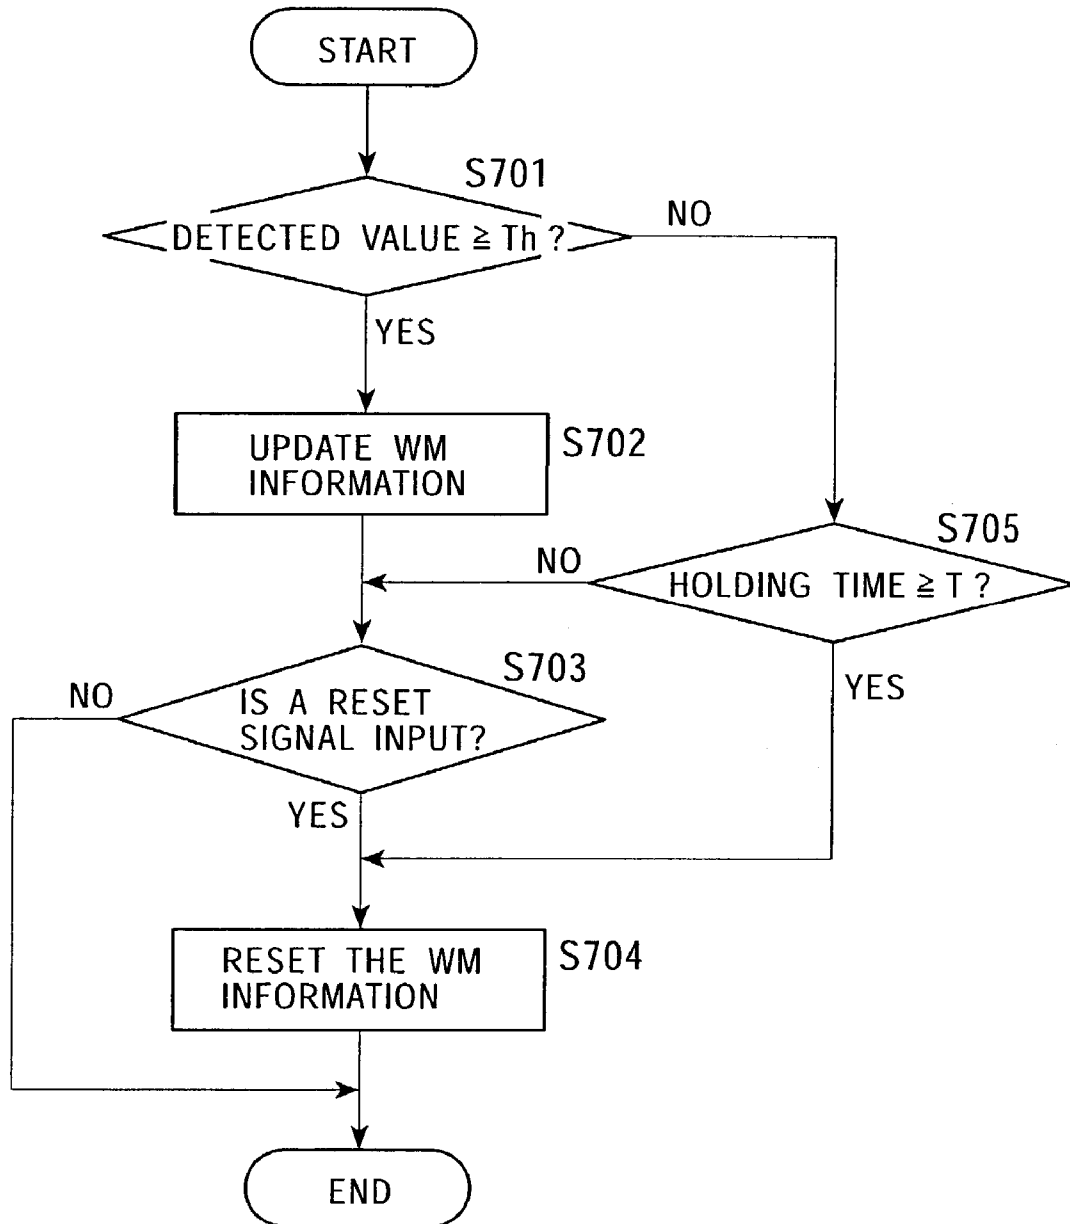 START
S701
DETECTED VALUE ≧ Th ?
NO
YES
UPDATE WM
INFORMATION
S702
S705
NO
HOLDING TIME ≧ T ?
S703
YES
NO
IS A RESET
SIGNAL INPUT?
YES
RESET THE WM
INFORMATION
S704
END